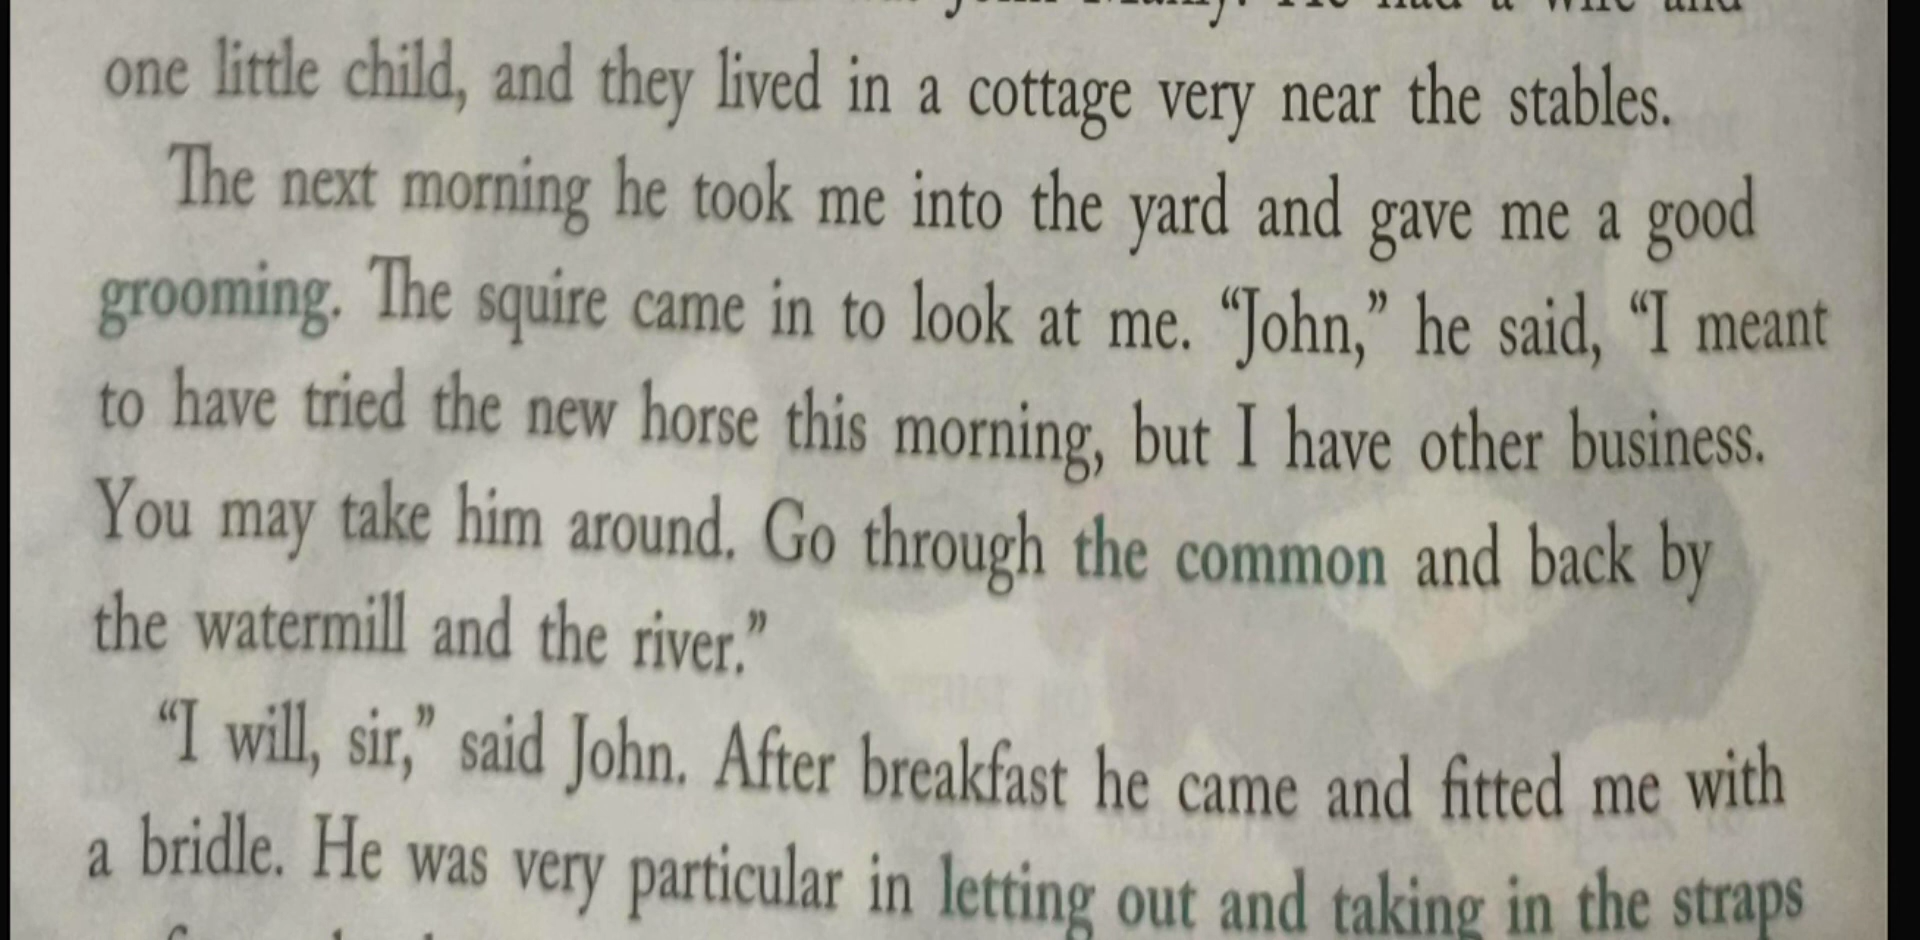 one little child, and they lived in a cottage very near the stables.
The next morning he took me into the yard and gave me a good
grooming. The squire came in to look at me. “John,” he said, “I meant
to have tried the new horse this morning, but I have other business.
You may take him around. Go through the common and back by
the watermill and the river.”
“I will, sir,” said John. After breakfast he came and fitted me with
a bridle. He was very particular in letting out and taking in the straps